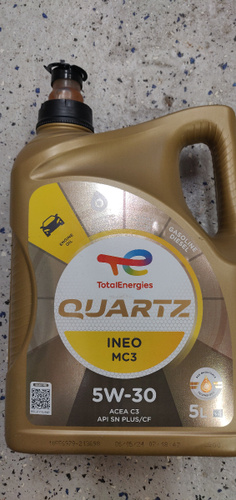 GASOLINE
DIESEL
ENGINE
OIL
TotalEnergies
QUARTZ
INEO
MC3
5W-30
ACEA C3
API SN PLUS/CF
5L